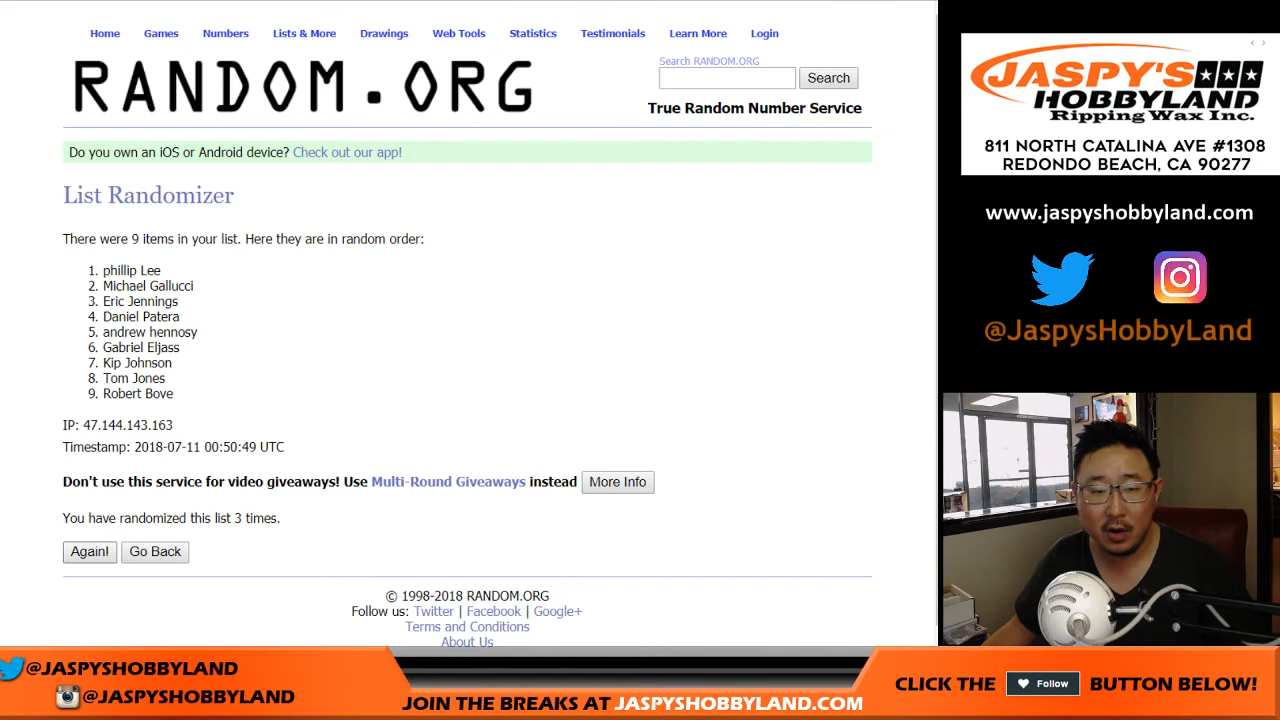 Home Games Numbers Lists & More Drawings Web Tools Statistics Testimonials Learn More Login
RANDOM.ORG
Search RANDOM.ORG
Search
True Random Number Service
Do you own an iOS or Android device? Check out our app!
List Randomizer
There were 9 items in your list. Here they are in random order:
1. phillip Lee
2. Michael Gallucci
3. Eric Jennings
4. Daniel Patera
5. andrew hennosy
6. Gabriel Eljass
7. Kip Johnson
8. Tom Jones
9. Robert Bove
IP: 47.144.143.163
Timestamp: 2018-07-11 00:50:49 UTC
Don't use this service for video giveaways! Use Multi-Round Giveaways instead More Info
You have randomized this list 3 times.
Again! Go Back
© 1998-2018 RANDOM.ORG
Follow us: Twitter | Facebook | Google+
Terms and Conditions
About Us
JASPY'S
HOBBYLAND
Ripping Wax Inc.
811 NORTH CATALINA AVE #1308
REDONDO BEACH, CA 90277
www.jaspyshobbyland.com
@JaspysHobbyLand
@JASPYSHOBBYLAND
@JASPYSHOBBYLAND
JOIN THE BREAKS AT JASPYSHOBBYLAND.COM
CLICK THE Follow BUTTON BELOW!